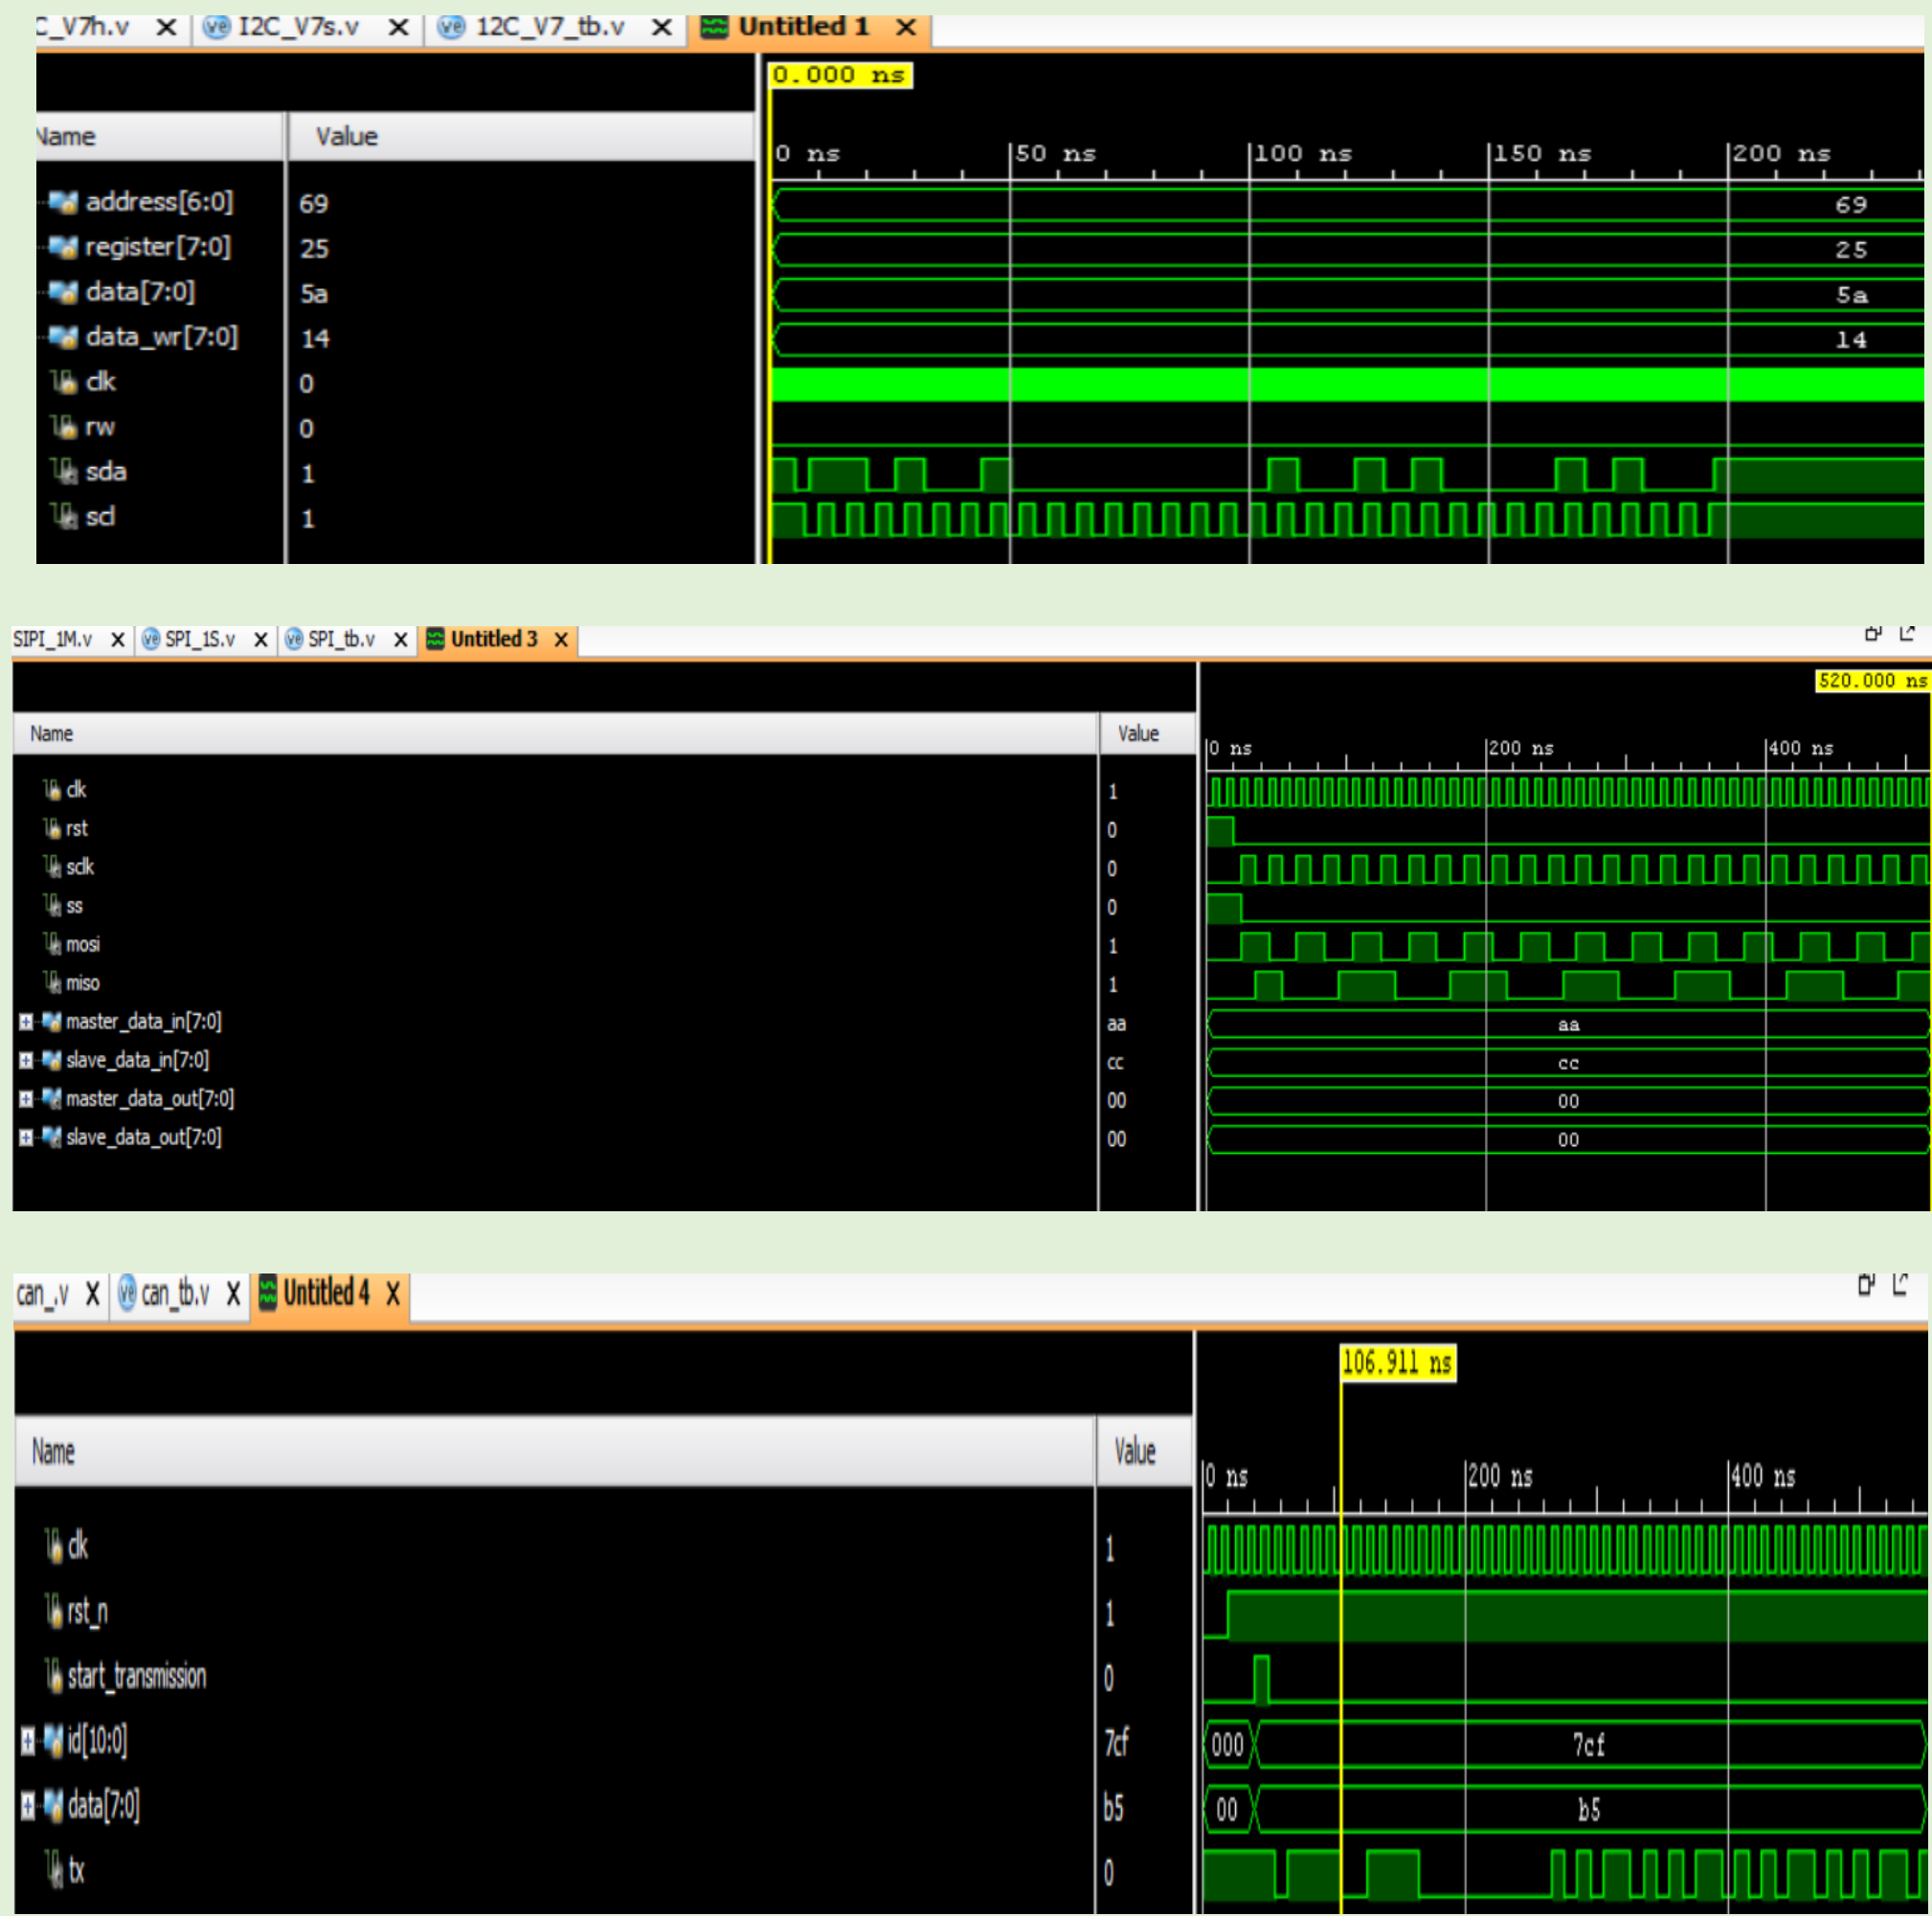 C_V7h.v X I2C_V7s.v X 12C_V7_tb.v X Untitled 1 X
0.000 ns
Name Value
0 ns 50 ns 100 ns 150 ns 200 ns
address[6:0] 69 69
register[7:0] 25 25
data[7:0] 5a 5a
data_wr[7:0] 14 14
clk 0
rw 0
sda 1
scl 1
SIPI_1M.v X SPI_1S.v X SPI_tb.v X Untitled 3 X
520.000 ns
Name Value
0 ns 200 ns 400 ns
clk 1
rst 0
sclk 0
ss 0
mosi 1
miso 1
master_data_in[7:0] aa aa
slave_data_in[7:0] cc cc
master_data_out[7:0] 00 00
slave_data_out[7:0] 00 00
can_.v X can_tb.v X Untitled 4 X
106.911 ns
Name Value
0 ns 200 ns 400 ns
clk 1
rst_n 1
start_transmission 0
id[10:0] 7cf 000 7cf
data[7:0] b5 00 b5
tx 0